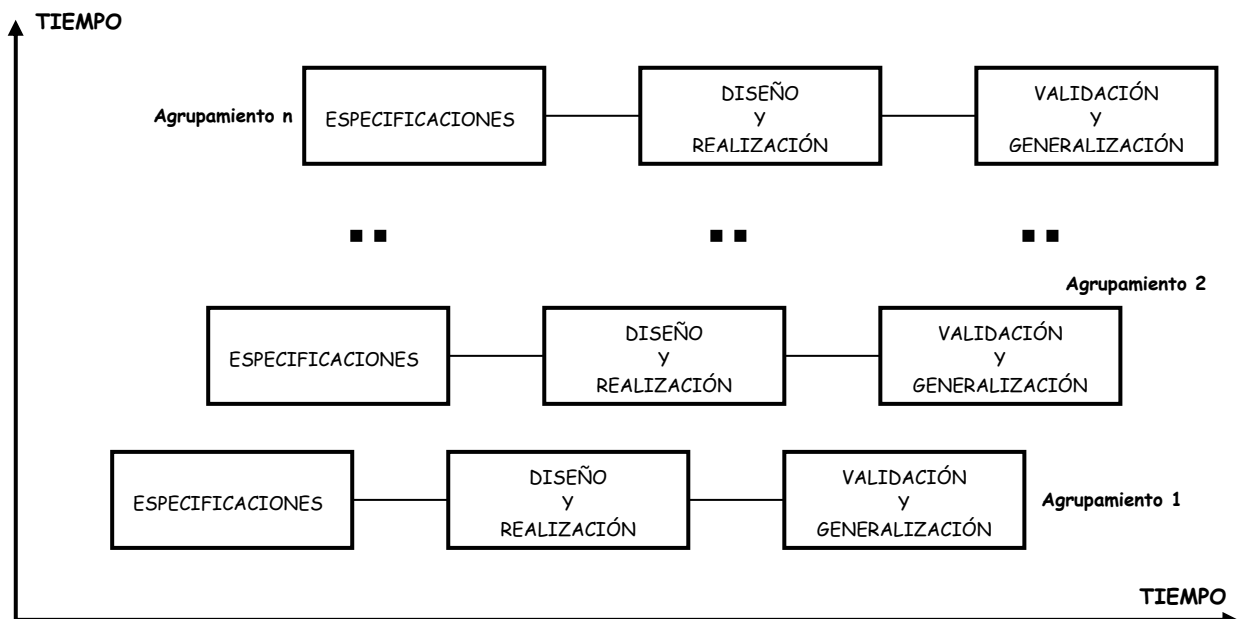 TIEMPO
Agrupamiento n
ESPECIFICACIONES
DISEÑO
Y
REALIZACIÓN
VALIDACIÓN
Y
GENERALIZACIÓN
Agrupamiento 2
ESPECIFICACIONES
DISEÑO
Y
REALIZACIÓN
VALIDACIÓN
Y
GENERALIZACIÓN
ESPECIFICACIONES
DISEÑO
Y
REALIZACIÓN
VALIDACIÓN
Y
GENERALIZACIÓN
Agrupamiento 1
TIEMPO